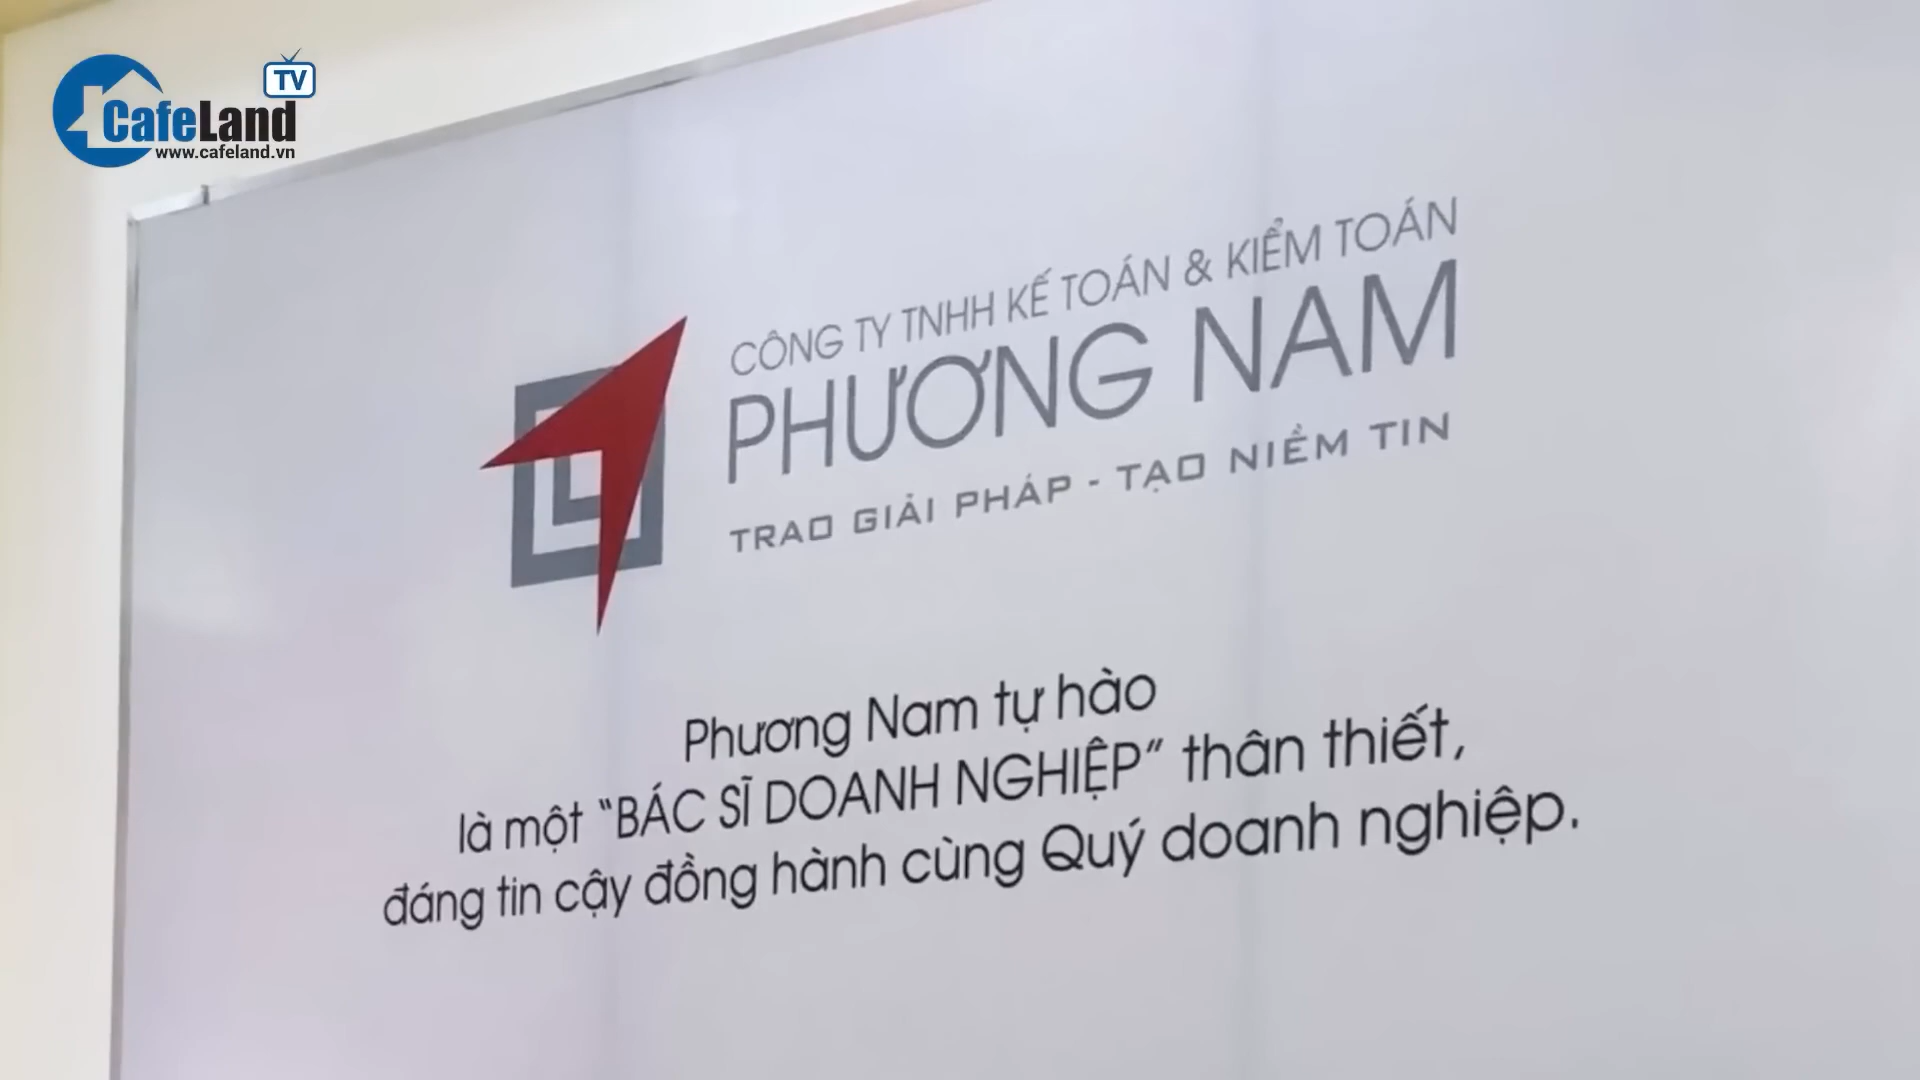 CafeLand
TV
www.cafeland.vn
CÔNG TY TNHH KẾ TOÁN & KIỂM TOÁN
PHƯƠNG NAM
TRAO GIẢI PHÁP - TẠO NIỀM TIN
Phương Nam tự hào
là một "BÁC SĨ DOANH NGHIỆP" thân thiết,
đáng tin cậy đồng hành cùng Quý doanh nghiệp.